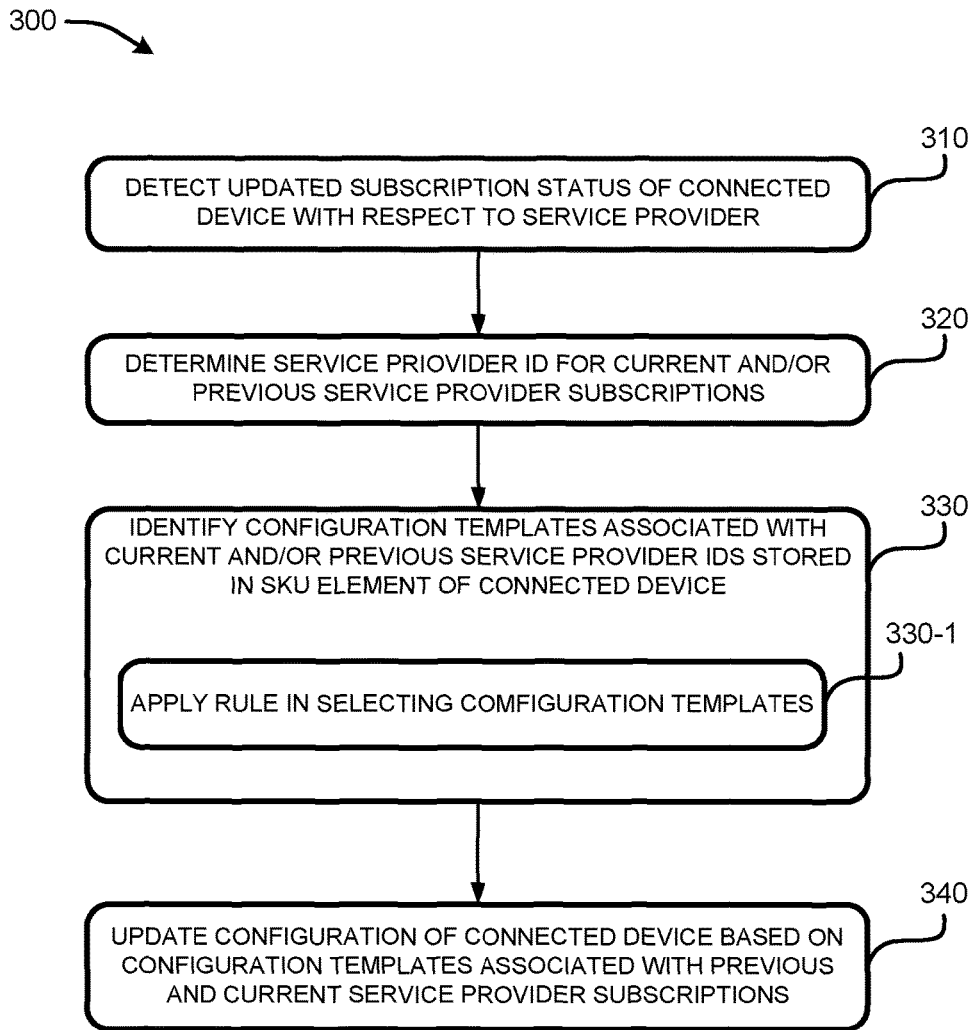 300
310
DETECT UPDATED SUBSCRIPTION STATUS OF CONNECTED
DEVICE WITH RESPECT TO SERVICE PROVIDER
320
DETERMINE SERVICE PRIOVIDER ID FOR CURRENT AND/OR
PREVIOUS SERVICE PROVIDER SUBSCRIPTIONS
330
IDENTIFY CONFIGURATION TEMPLATES ASSOCIATED WITH
CURRENT AND/OR PREVIOUS SERVICE PROVIDER IDS STORED
IN SKU ELEMENT OF CONNECTED DEVICE
330-1
APPLY RULE IN SELECTING COMFIGURATION TEMPLATES
340
UPDATE CONFIGURATION OF CONNECTED DEVICE BASED ON
CONFIGURATION TEMPLATES ASSOCIATED WITH PREVIOUS
AND CURRENT SERVICE PROVIDER SUBSCRIPTIONS